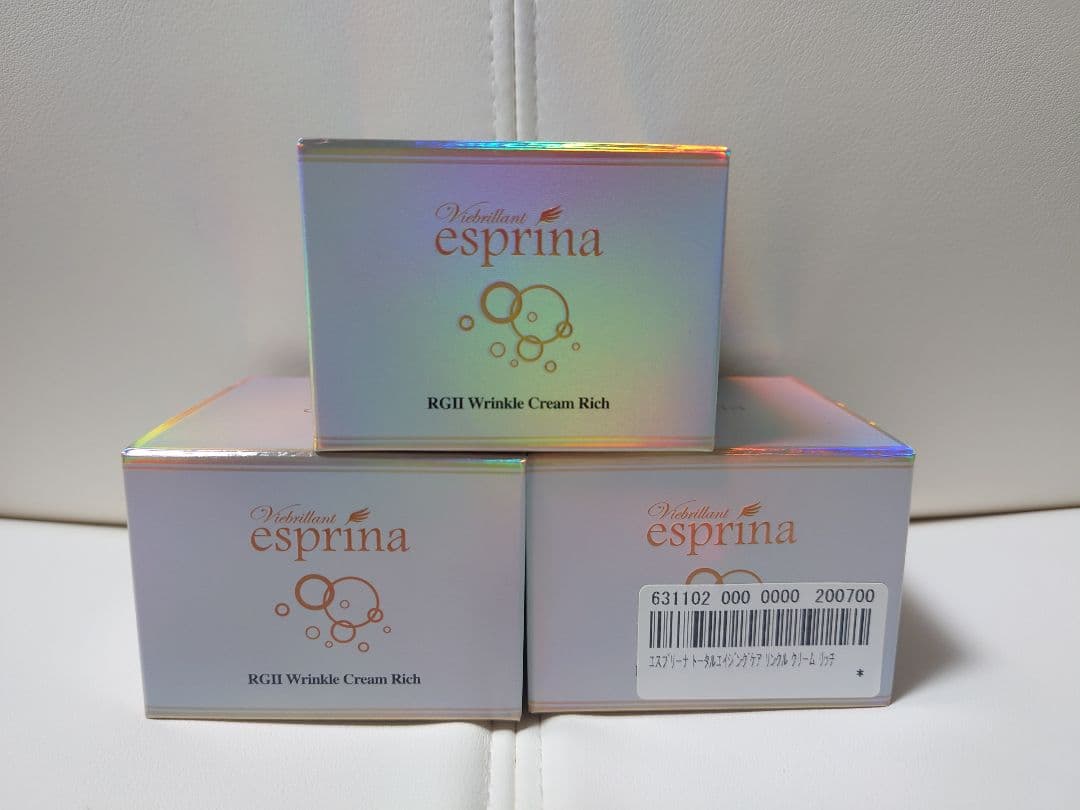 Viebrillant
esprina
RGII Wrinkle Cream Rich
Viebrillant
esprina
RGII Wrinkle Cream Rich
Viebrillant
esprina
631102 000 0000 200700
エスプリーナ トータルエイジングケア リンクル クリーム リッチ
*